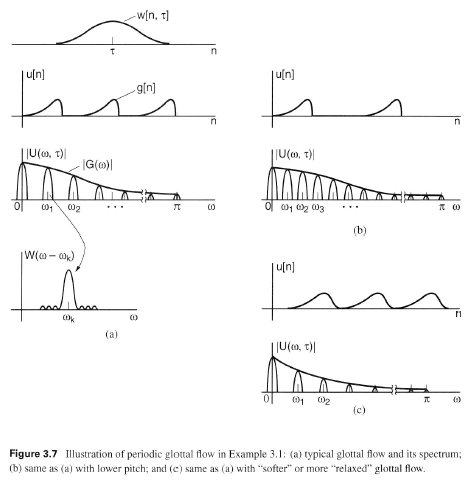 w[n, τ]
τ
n
u[n]
g[n]
n
|U(ω, τ)|
|G(ω)|
0 ω₁ ω₂ ... π ω
W(ω − ωₖ)
ωₖ ω
(a)
u[n]
n
|U(ω, τ)|
0 ω₁ ω₂ ω₃ ... π ω
(b)
u[n]
n
|U(ω, τ)|
0 ω₁ ω₂ π ω
(c)
Figure 3.7 Illustration of periodic glottal flow in Example 3.1: (a) typical glottal flow and its spectrum;
(b) same as (a) with lower pitch; and (c) same as (a) with “softer” or more “relaxed” glottal flow.